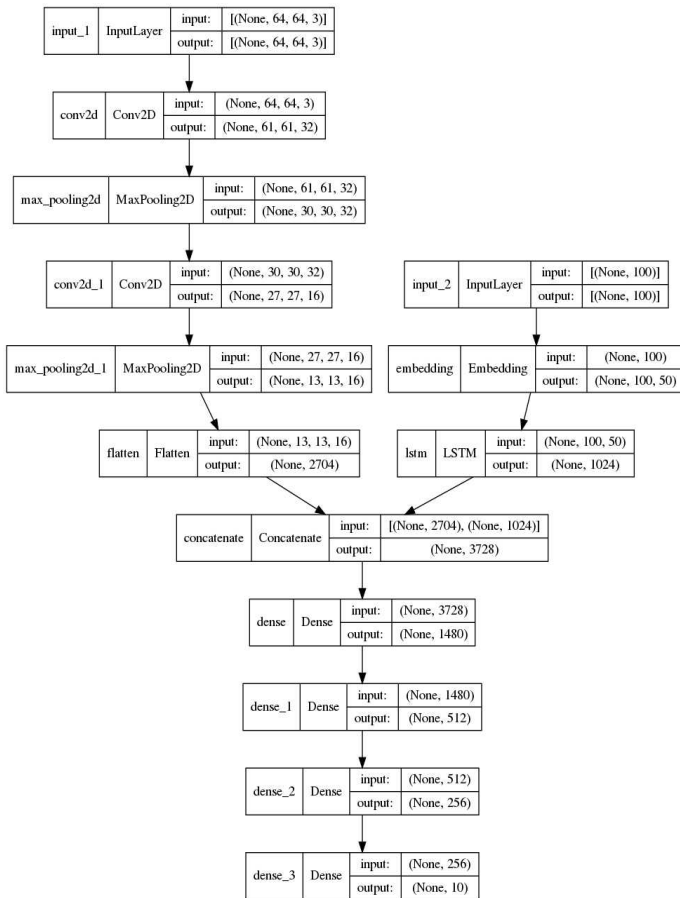 input_1 InputLayer input: [(None, 64, 64, 3)]
output: [(None, 64, 64, 3)]
conv2d Conv2D input: (None, 64, 64, 3)
output: (None, 61, 61, 32)
max_pooling2d MaxPooling2D input: (None, 61, 61, 32)
output: (None, 30, 30, 32)
conv2d_1 Conv2D input: (None, 30, 30, 32)
output: (None, 27, 27, 16)
input_2 InputLayer input: [(None, 100)]
output: [(None, 100)]
max_pooling2d_1 MaxPooling2D input: (None, 27, 27, 16)
output: (None, 13, 13, 16)
embedding Embedding input: (None, 100)
output: (None, 100, 50)
flatten Flatten input: (None, 13, 13, 16)
output: (None, 2704)
lstm LSTM input: (None, 100, 50)
output: (None, 1024)
concatenate Concatenate input: [(None, 2704), (None, 1024)]
output: (None, 3728)
dense Dense input: (None, 3728)
output: (None, 1480)
dense_1 Dense input: (None, 1480)
output: (None, 512)
dense_2 Dense input: (None, 512)
output: (None, 256)
dense_3 Dense input: (None, 256)
output: (None, 10)